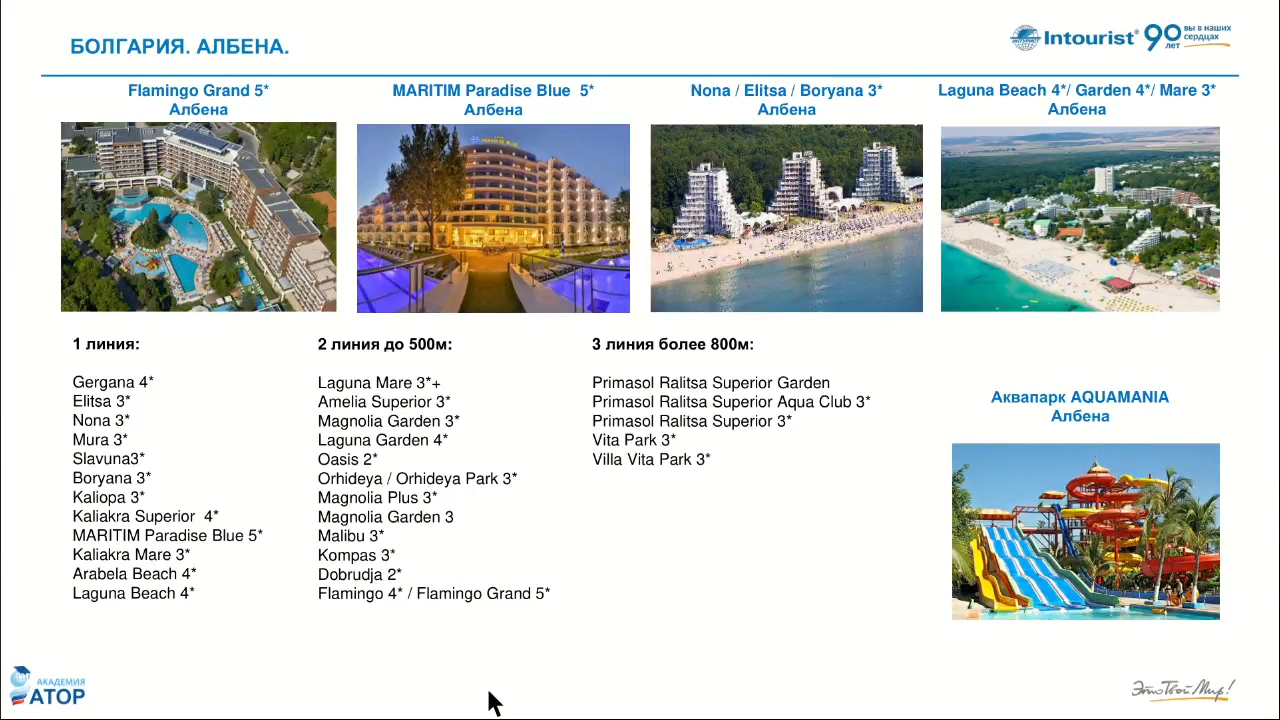 БОЛГАРИЯ. АЛБЕНА.
Intourist® 90 лет вы в наших сердцах
Flamingo Grand 5*
Албена
MARITIM Paradise Blue 5*
Албена
Nona / Elitsa / Boryana 3*
Албена
Laguna Beach 4*/ Garden 4*/ Mare 3*
Албена
PARADISE BLUE
1 линия:
Gergana 4*
Elitsa 3*
Nona 3*
Mura 3*
Slavuna3*
Boryana 3*
Kaliopa 3*
Kaliakra Superior 4*
MARITIM Paradise Blue 5*
Kaliakra Mare 3*
Arabela Beach 4*
Laguna Beach 4*
2 линия до 500м:
Laguna Mare 3*+
Amelia Superior 3*
Magnolia Garden 3*
Laguna Garden 4*
Oasis 2*
Orhideya / Orhideya Park 3*
Magnolia Plus 3*
Magnolia Garden 3
Malibu 3*
Kompas 3*
Dobrudja 2*
Flamingo 4* / Flamingo Grand 5*
3 линия более 800м:
Primasol Ralitsa Superior Garden
Primasol Ralitsa Superior Aqua Club 3*
Primasol Ralitsa Superior 3*
Vita Park 3*
Villa Vita Park 3*
Аквапарк AQUAMANIA
Албена
АКАДЕМИЯ
АТОР
Это Твой Мир!